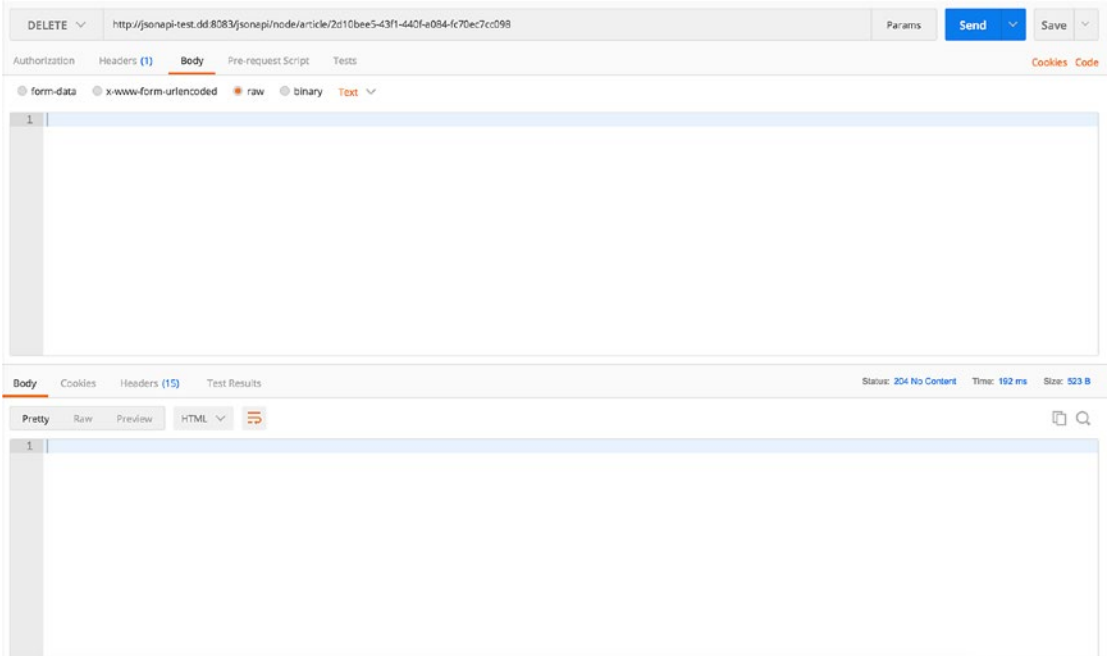 DELETE http://jsonapi-test.dd:8083/jsonapi/node/article/2d10bee5-43f1-440f-a084-fc70ec7cc098 Params Send Save
Authorization Headers (1) Body Pre-request Script Tests Cookies Code
form-data x-www-form-urlencoded raw binary Text
1
Body Cookies Headers (15) Test Results Status: 204 No Content Time: 192 ms Size: 523 B
Pretty Raw Preview HTML
1